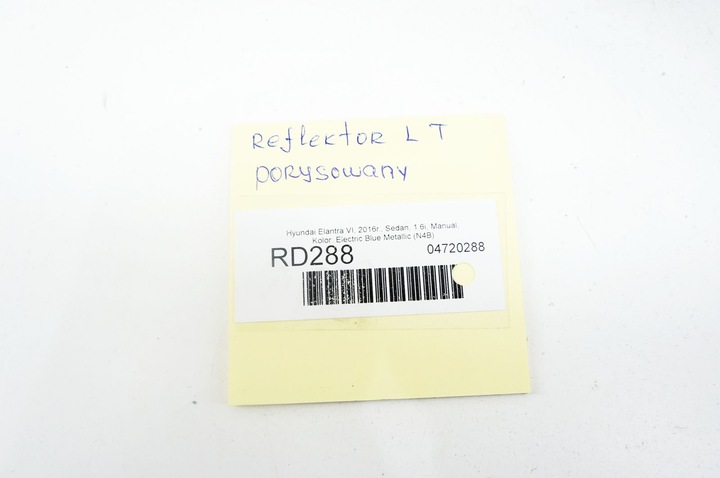 Reflektor L T
porysowany
Hyundai Elantra VI, 2016r., Sedan, 1.6i, Manual,
Kolor: Electric Blue Metallic (N4B)
RD288
04720288